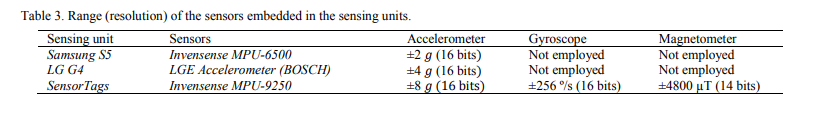 Table 3. Range (resolution) of the sensors embedded in the sensing units.
Sensing unit Sensors Accelerometer Gyroscope Magnetometer
Samsung S5 Invensense MPU-6500 ±2 g (16 bits) Not employed Not employed
LG G4 LGE Accelerometer (BOSCH) ±4 g (16 bits) Not employed Not employed
SensorTags Invensense MPU-9250 ±8 g (16 bits) ±256 º/s (16 bits) ±4800 µT (14 bits)